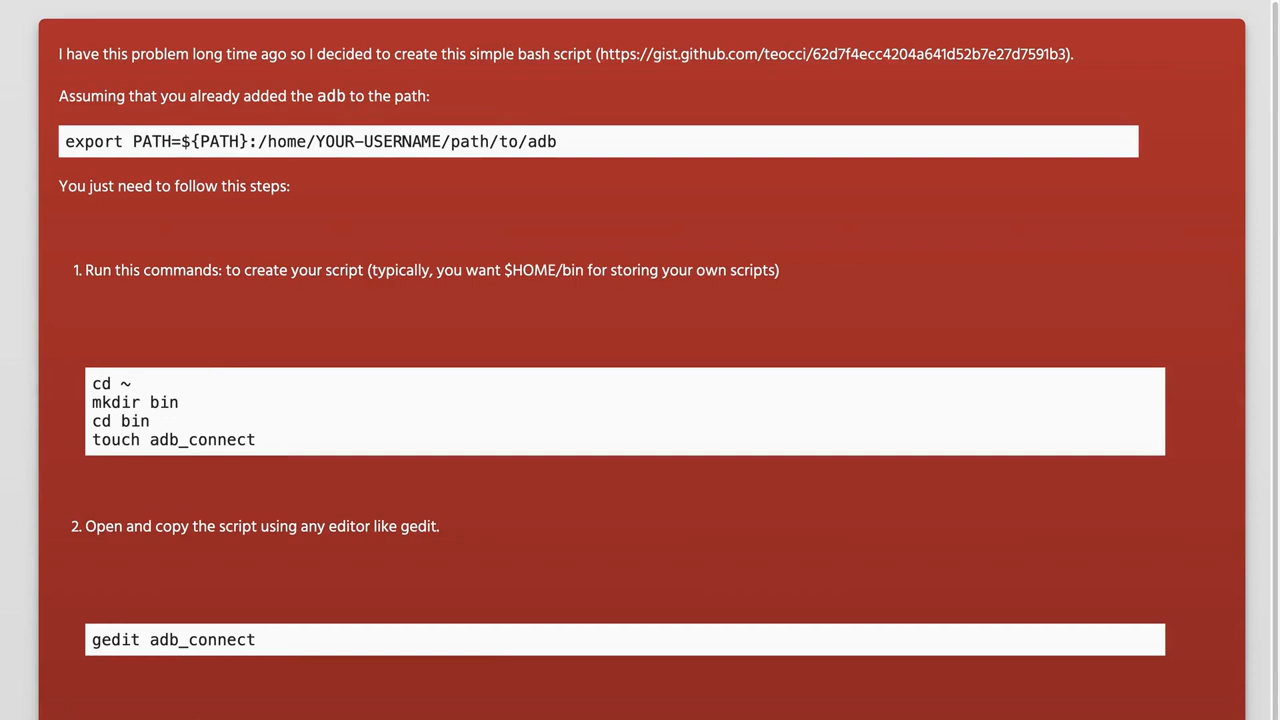 I have this problem long time ago so I decided to create this simple bash script (https://gist.github.com/teocci/62d7f4ecc4204a641d52b7e27d7591b3).
Assuming that you already added the adb to the path:
export PATH=${PATH}:/home/YOUR-USERNAME/path/to/adb
You just need to follow this steps:
1. Run this commands: to create your script (typically, you want $HOME/bin for storing your own scripts)
cd ~
mkdir bin
cd bin
touch adb_connect
2. Open and copy the script using any editor like gedit.
gedit adb_connect